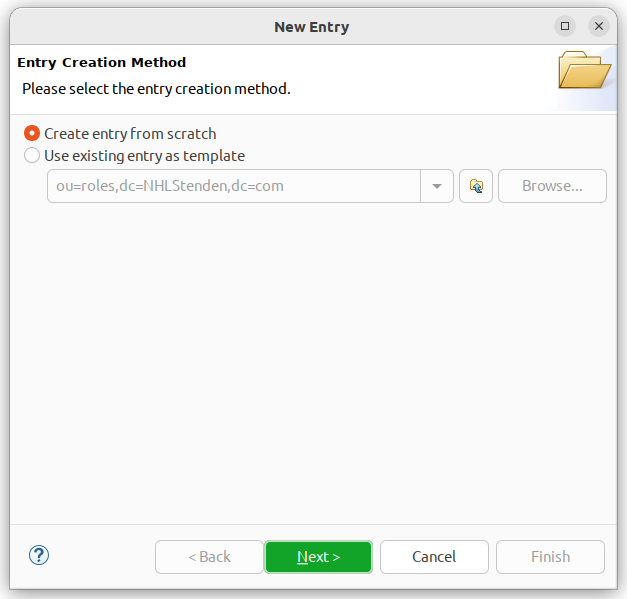 New Entry
Entry Creation Method
Please select the entry creation method.
Create entry from scratch
Use existing entry as template
ou=roles,dc=NHLStenden,dc=com
Browse...
?
< Back
Next >
Cancel
Finish